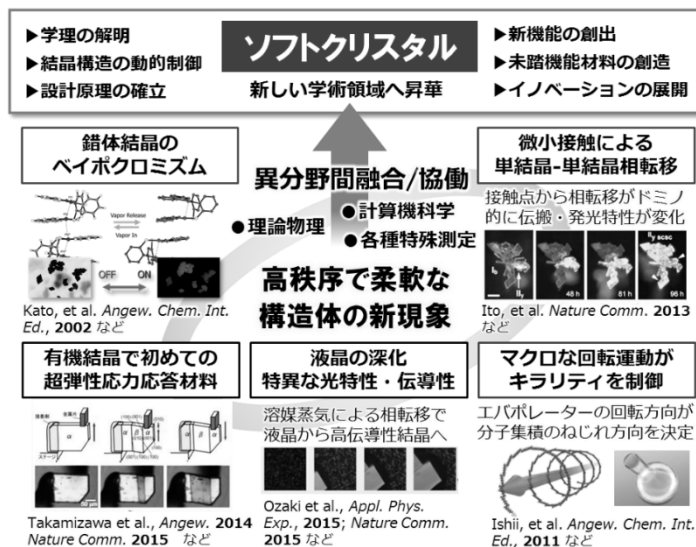 ▶学理の解明
▶結晶構造の動的制御
▶設計原理の確立
ソフトクリスタル
新しい学術領域へ昇華
▶新機能の創出
▶未踏機能材料の創造
▶イノベーションの展開
錯体結晶の
ベイポクロミズム
Vapor Release
Vapor In
OFF ON
Kato, et al. Angew. Chem. Int.
Ed., 2002 など
異分野間融合/協働
●理論物理
●計算機科学
●各種特殊測定
高秩序で柔軟な
構造体の新現象
微小接触による
単結晶-単結晶相転移
接触点から相転移がドミノ
的に伝搬・発光特性が変化
48 h
81 h
96 h
Ito, et al. Nature Comm. 2013
など
有機結晶で初めての
超弾性応力応答材料
α
α β α
α
ステージ
Takamizawa et al., Angew. 2014
Nature Comm. 2015 など
液晶の深化
特異な光特性・伝導性
溶媒蒸気による相転移で
液晶から高伝導性結晶へ
Ozaki et al., Appl. Phys.
Exp., 2015; Nature Comm.
2015 など
マクロな回転運動が
キラリティを制御
エバポレーターの回転方向が
分子集積のねじれ方向を決定
Ishii, et al. Angew. Chem. Int.
Ed., 2011 など